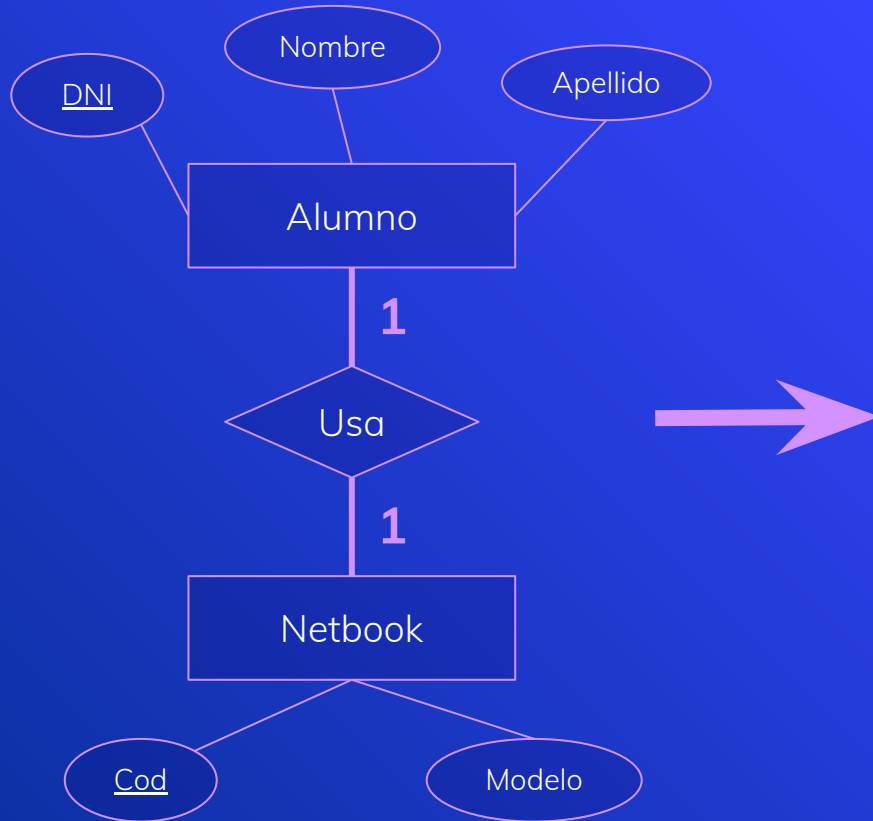 Nombre
DNI
Apellido
Alumno
1
Usa
1
Netbook
Cod
Modelo